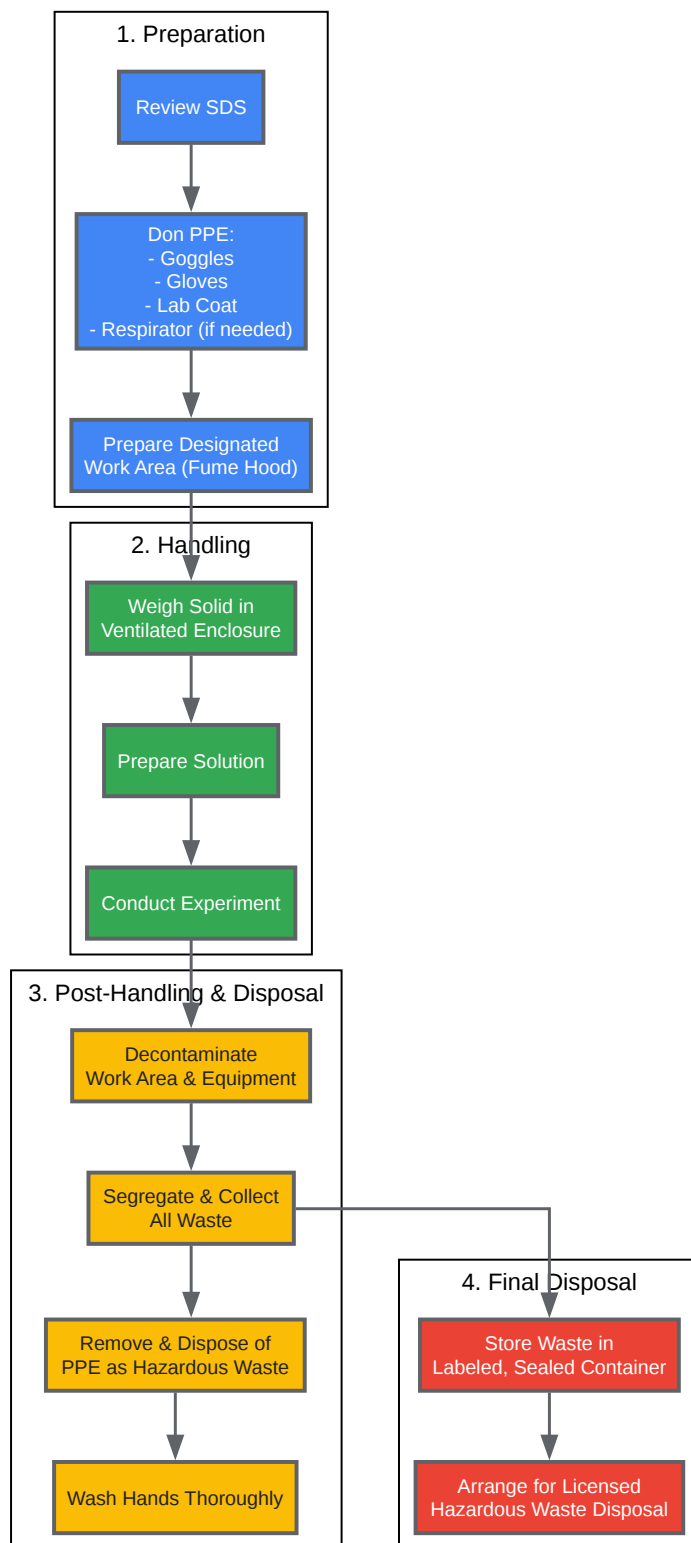 1. Preparation
Review SDS
Don PPE:
- Goggles
- Gloves
- Lab Coat
- Respirator (if needed)
Prepare Designated
Work Area (Fume Hood)
2. Handling
Weigh Solid in
Ventilated Enclosure
Prepare Solution
Conduct Experiment
3. Post-Handling & Disposal
Decontaminate
Work Area & Equipment
Segregate & Collect
All Waste
Remove & Dispose of
PPE as Hazardous Waste
Wash Hands Thoroughly
4. Final Disposal
Store Waste in
Labeled, Sealed Container
Arrange for Licensed
Hazardous Waste Disposal